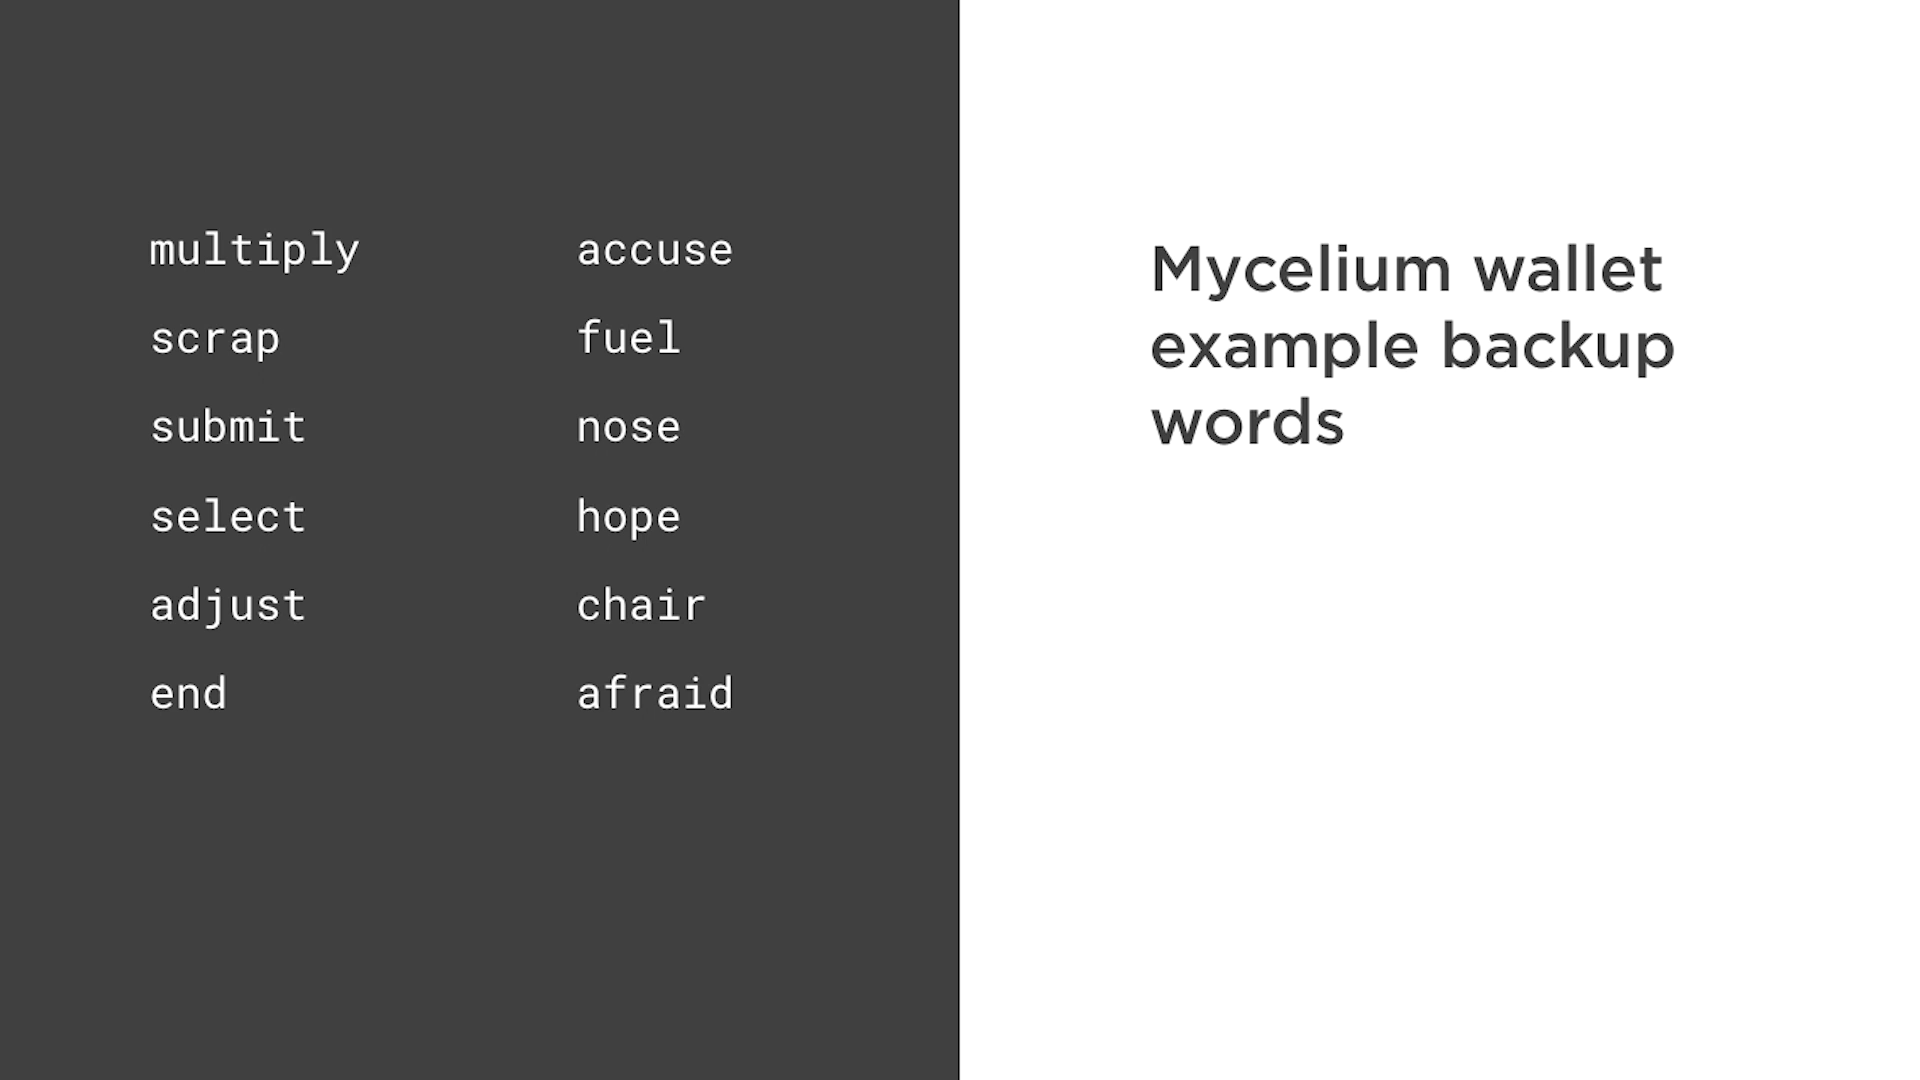 multiply
scrap
submit
select
adjust
end
accuse
fuel
nose
hope
chair
afraid
Mycelium wallet
example backup
words